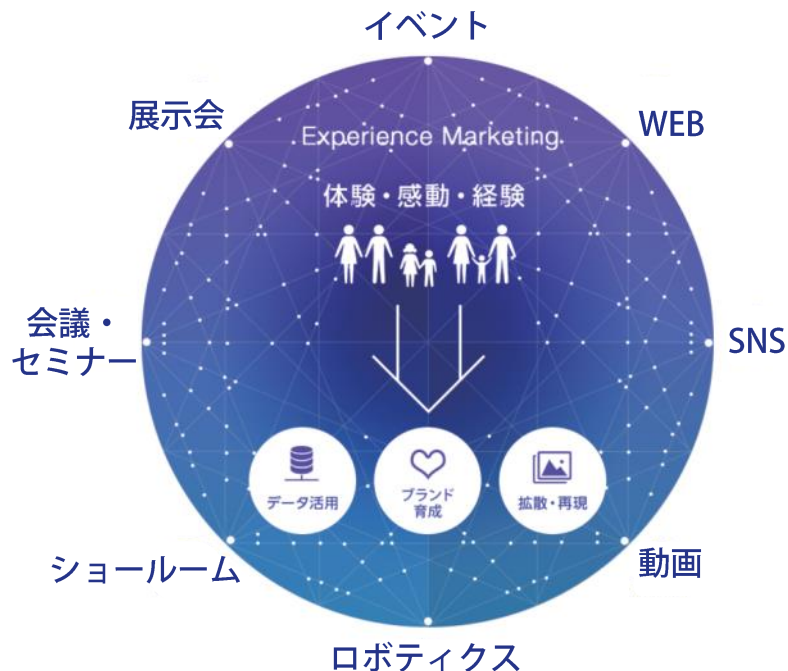 イベント
展示会
WEB
Experience Marketing
体験・感動・経験
会議・
セミナー
SNS
データ活用
ブランド
育成
拡散・再現
ショールーム
動画
ロボティクス